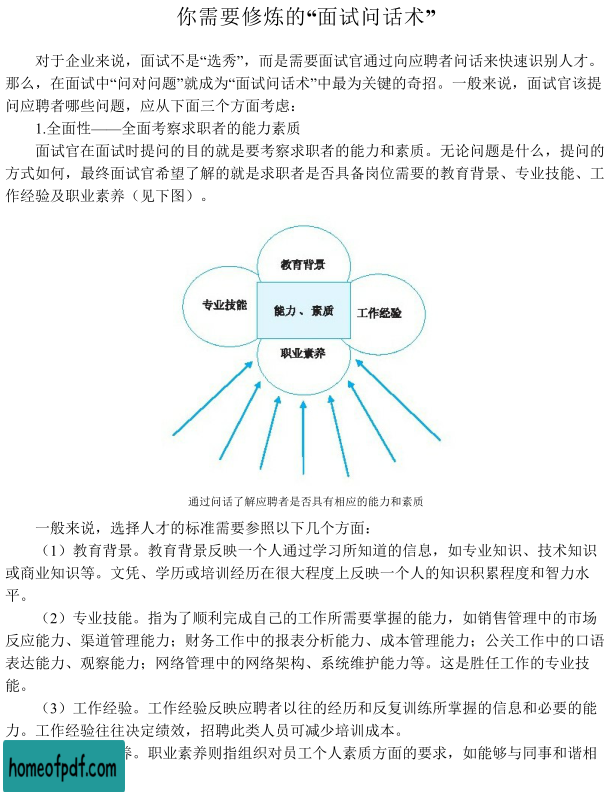 你需要修炼的“面试问话术”
对于企业来说，面试不是“选秀”，而是需要面试官通过向应聘者问话来快速识别人才。
那么，在面试中“问对问题”就成为“面试问话术”中最为关键的奇招。一般来说，面试官该提
问应聘者哪些问题，应从下面三个方面考虑：
1.全面性——全面考察求职者的能力素质
面试官在面试时提问的目的就是要考察求职者的能力和素质。无论问题是什么，提问的
方式如何，最终面试官希望了解的就是求职者是否具备岗位需要的教育背景、专业技能、工
作经验及职业素养（见下图）。
教育背景
专业技能
能力、素质
工作经验
职业素养
通过问话了解应聘者是否具有相应的能力和素质
一般来说，选择人才的标准需要参照以下几个方面：
（1）教育背景。教育背景反映一个人通过学习所知道的信息，如专业知识、技术知识
或商业知识等。文凭、学历或培训经历在很大程度上反映一个人的知识积累程度和智力水
平。
（2）专业技能。指为了顺利完成自己的工作所需要掌握的能力，如销售管理中的市场
反应能力、渠道管理能力；财务工作中的报表分析能力、成本管理能力；公关工作中的口语
表达能力、观察能力；网络管理中的网络架构、系统维护能力等。这是胜任工作的专业技
能。
（3）工作经验。工作经验反映应聘者以往的经历和反复训练所掌握的信息和必要的能
力。工作经验往往决定绩效，招聘此类人员可减少培训成本。
养。职业素养则指组织对员工个人素质方面的要求，如能够与同事和谐相
homeofpdf.com